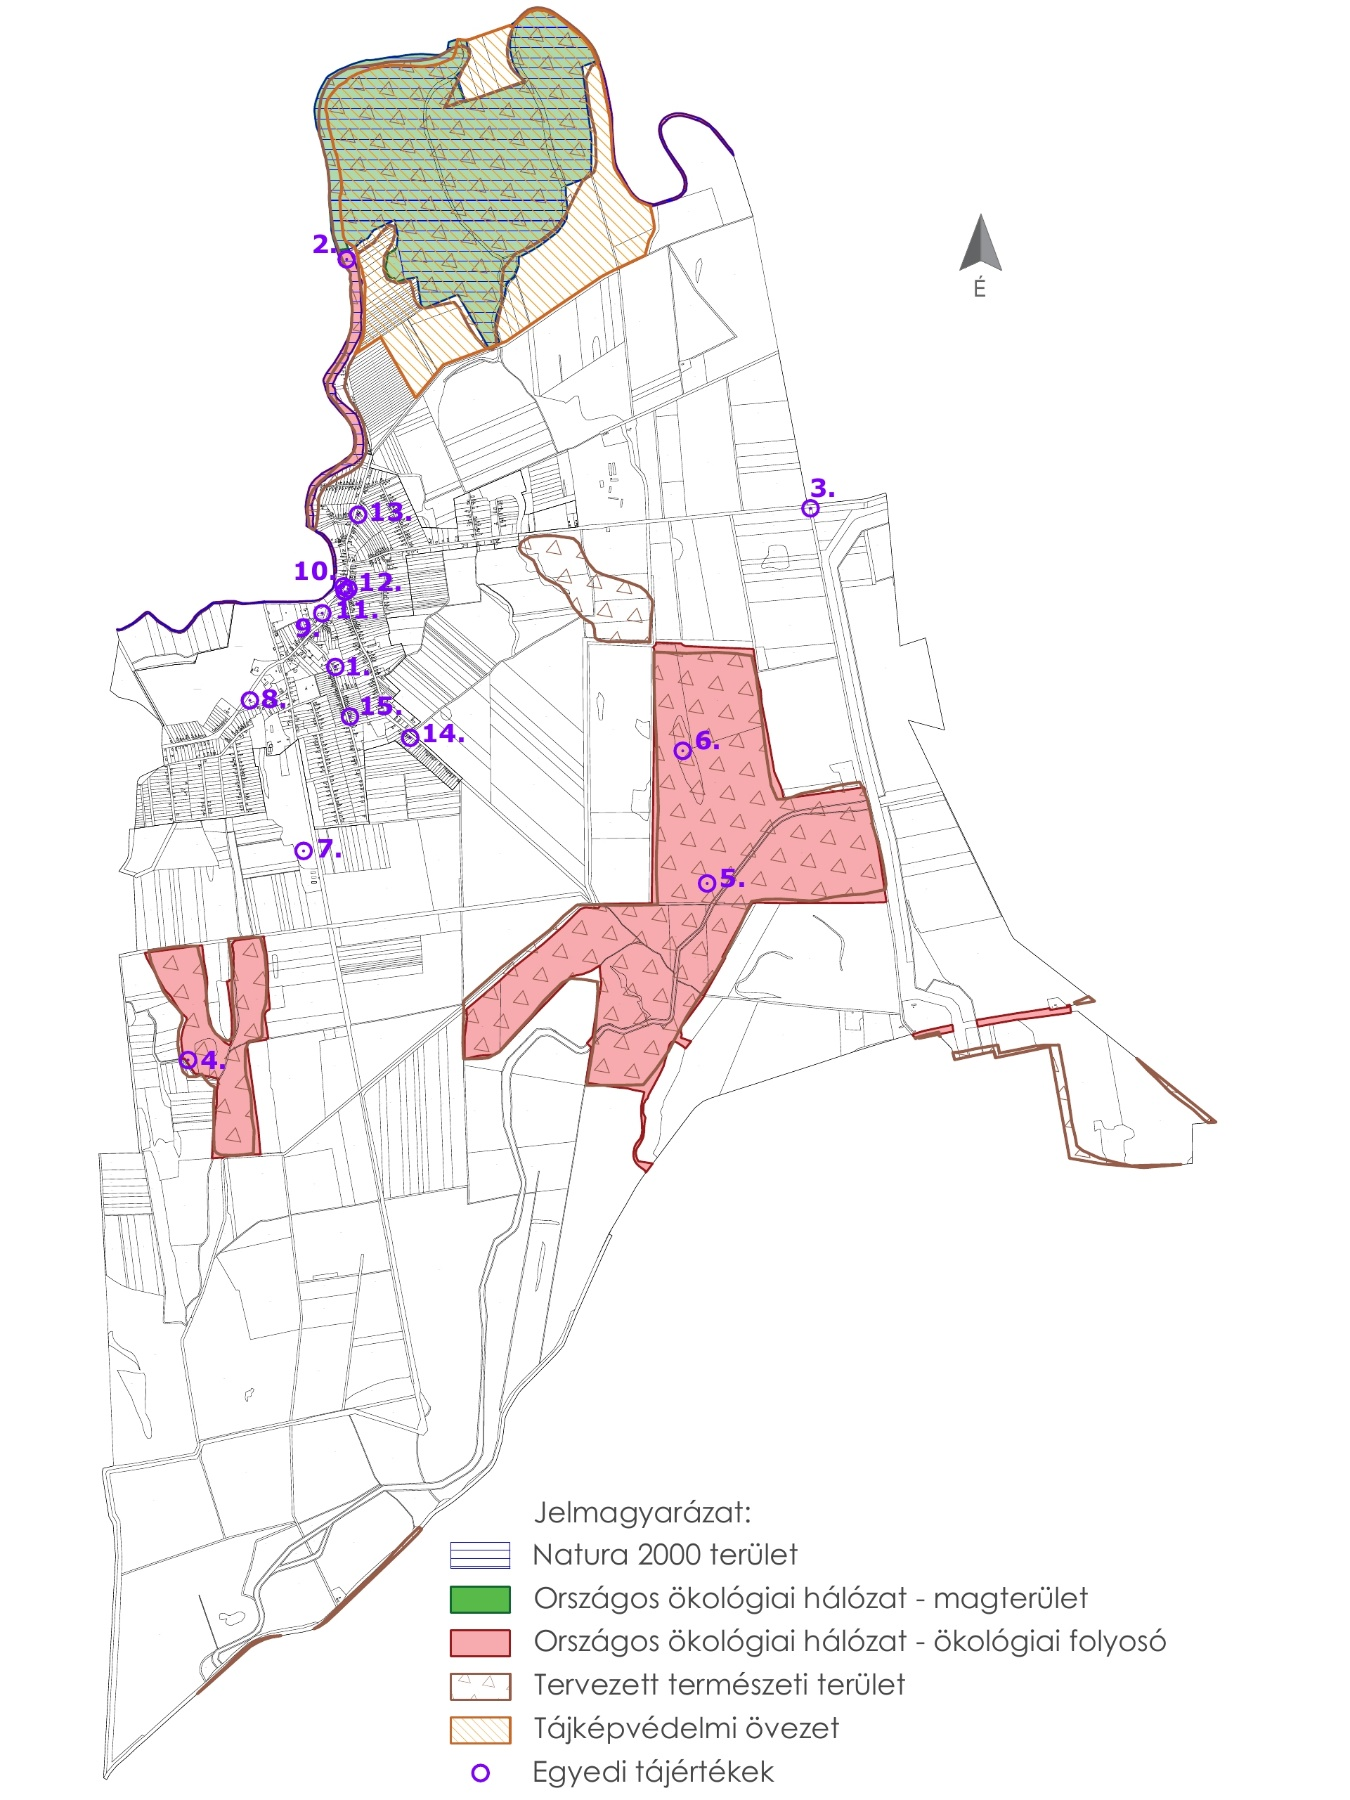 2.
É
3.
13.
10.
12.
11.
9.
1.
8.
15.
14.
6.
7.
5.
4.
Jelmagyarázat:
Natura 2000 terület
Országos ökológiai hálózat - magterület
Országos ökológiai hálózat - ökológiai folyosó
Tervezett természeti terület
Tájképvédelmi övezet
Egyedi tájértékek